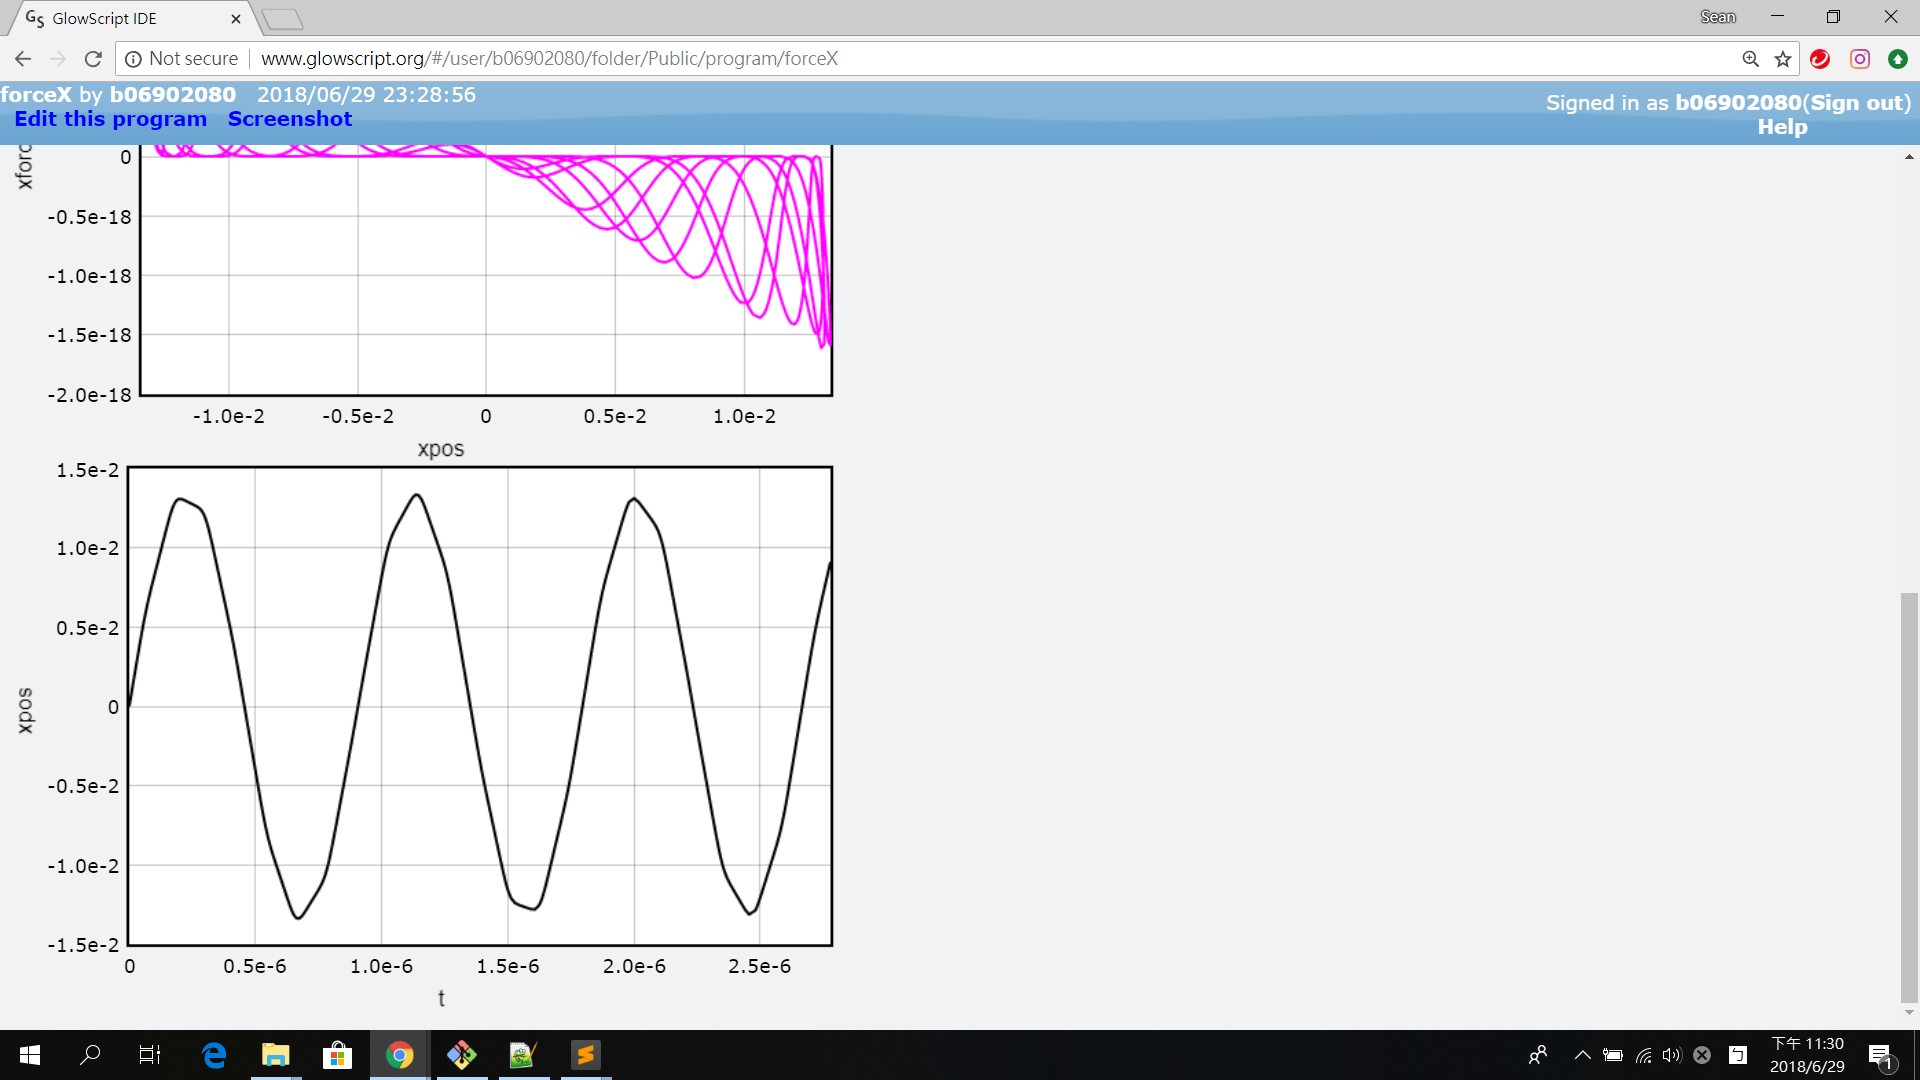 GS GlowScript IDE
Sean
Not secure www.glowscript.org/#/user/b06902080/folder/Public/program/forceX
forceX by b06902080 2018/06/29 23:28:56
Signed in as b06902080(Sign out)
Edit this program Screenshot
Help
0
-0.5e-18
-1.0e-18
-1.5e-18
-2.0e-18
-1.0e-2 -0.5e-2 0 0.5e-2 1.0e-2
xpos
1.5e-2
1.0e-2
0.5e-2
0
-0.5e-2
-1.0e-2
-1.5e-2
xpos
0 0.5e-6 1.0e-6 1.5e-6 2.0e-6 2.5e-6
t
下午 11:30
2018/6/29
1